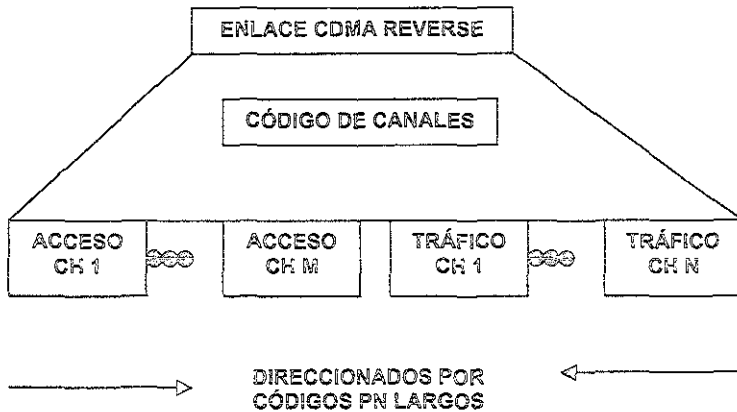 ENLACE CDMA REVERSE
CÓDIGO DE CANALES
ACCESO
CH 1
ACCESO
CH M
TRÁFICO
CH 1
TRÁFICO
CH N
DIRECCIONADOS POR
CÓDIGOS PN LARGOS